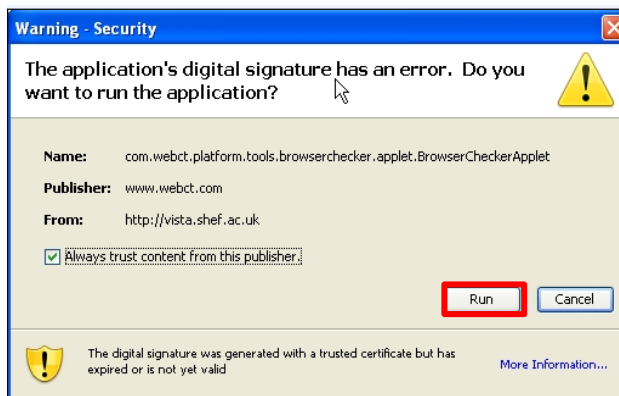 Warning - Security
The application's digital signature has an error. Do you
want to run the application?
Name: com.webct.platform.tools.browserchecker.applet.BrowserCheckerApplet
Publisher: www.webct.com
From: http://vista.shef.ac.uk
Always trust content from this publisher.
Run Cancel
The digital signature was generated with a trusted certificate but has
expired or is not yet valid
More Information...